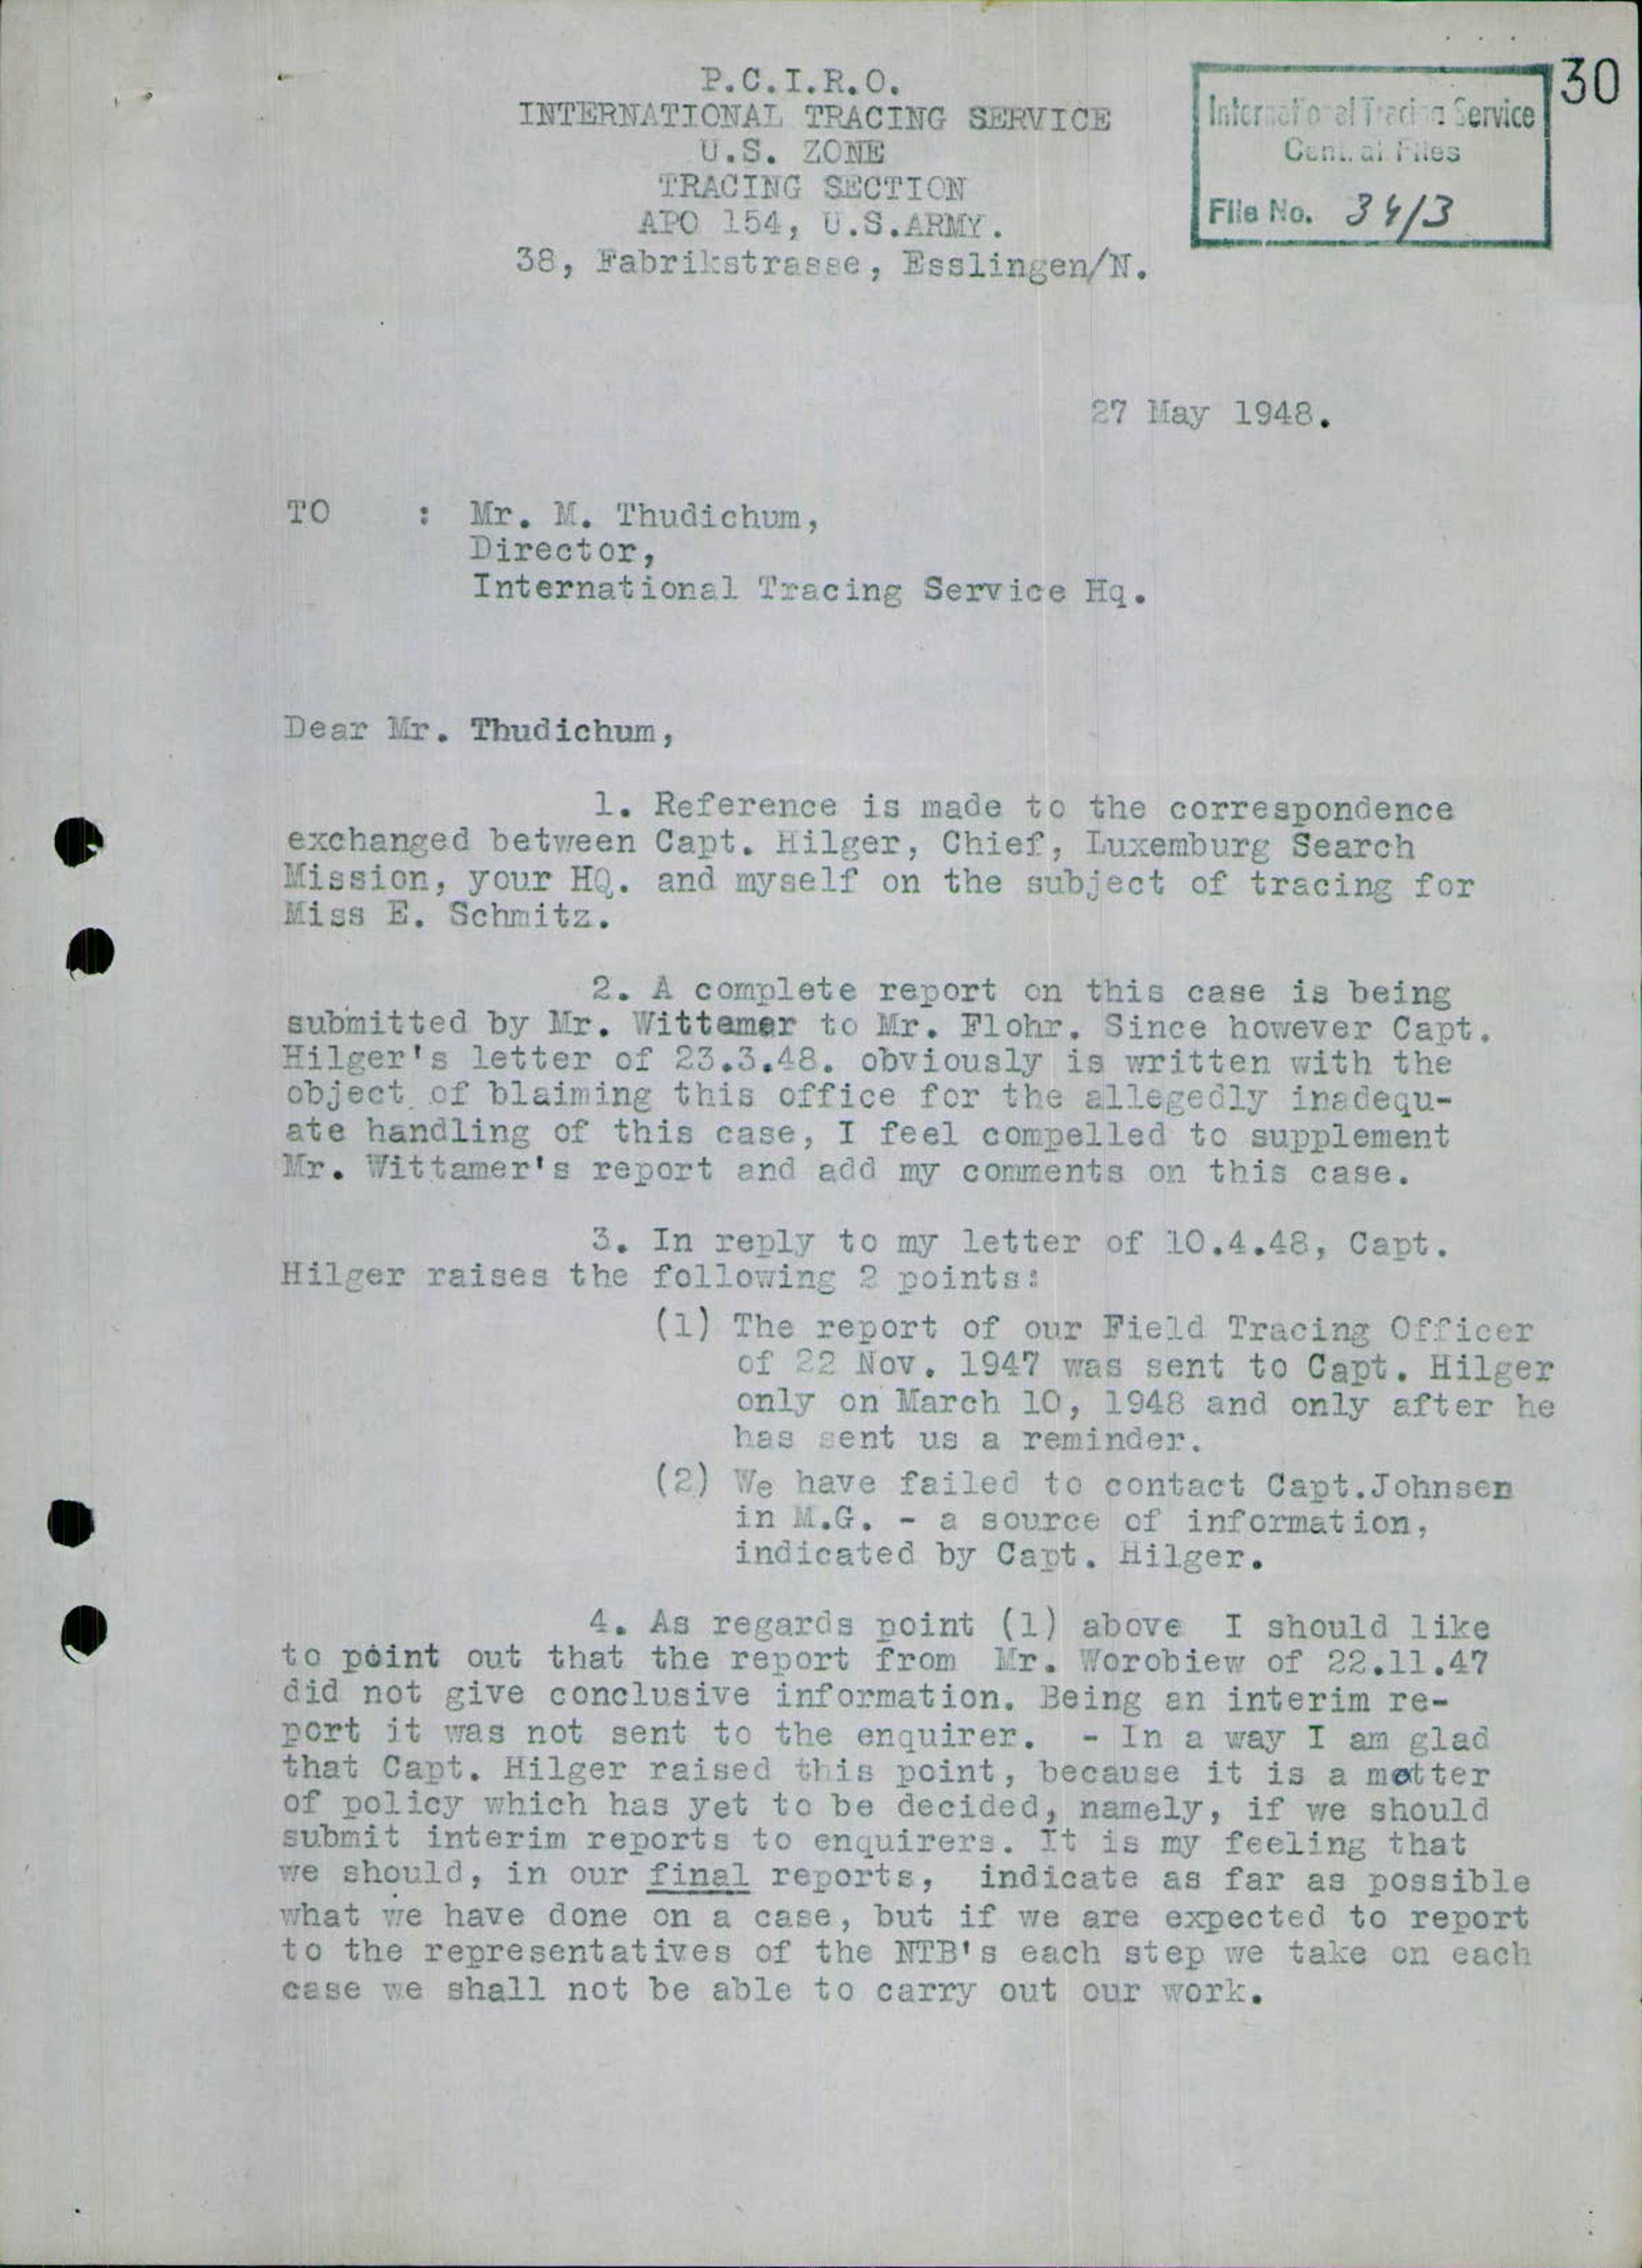 30
P.C.I.R.O.
INTERNATIONAL TRACING SERVICE
U.S. ZONE
TRACING SECTION
APO 154, U.S.ARMY.
38, Fabrikstrasse, Esslingen/N.
International Tracing Service
Central Files
File No. 34/3
27 May 1948.
TO : Mr. M. Thudichum,
Director,
International Tracing Service Hq.
Dear Mr. Thudichum,
1. Reference is made to the correspondence
exchanged between Capt. Hilger, Chief, Luxemburg Search
Mission, your HQ. and myself on the subject of tracing for
Miss E. Schmitz.
2. A complete report on this case is being
submitted by Mr. Wittamer to Mr. Flohr. Since however Capt.
Hilger's letter of 23.3.48. obviously is written with the
object of blaiming this office for the allegedly inadequ-
ate handling of this case, I feel compelled to supplement
Mr. Wittamer's report and add my comments on this case.
3. In reply to my letter of 10.4.48, Capt.
Hilger raises the following 2 points:
(1) The report of our Field Tracing Officer
of 22 Nov. 1947 was sent to Capt. Hilger
only on March 10, 1948 and only after he
has sent us a reminder.
(2) We have failed to contact Capt.Johnsen
in M.G. - a source of information,
indicated by Capt. Hilger.
4. As regards point (1) above I should like
to point out that the report from Mr. Worobiew of 22.11.47
did not give conclusive information. Being an interim re-
port it was not sent to the enquirer. - In a way I am glad
that Capt. Hilger raised this point, because it is a matter
of policy which has yet to be decided, namely, if we should
submit interim reports to enquirers. It is my feeling that
we should, in our final reports, indicate as far as possible
what we have done on a case, but if we are expected to report
to the representatives of the NTB's each step we take on each
case we shall not be able to carry out our work.